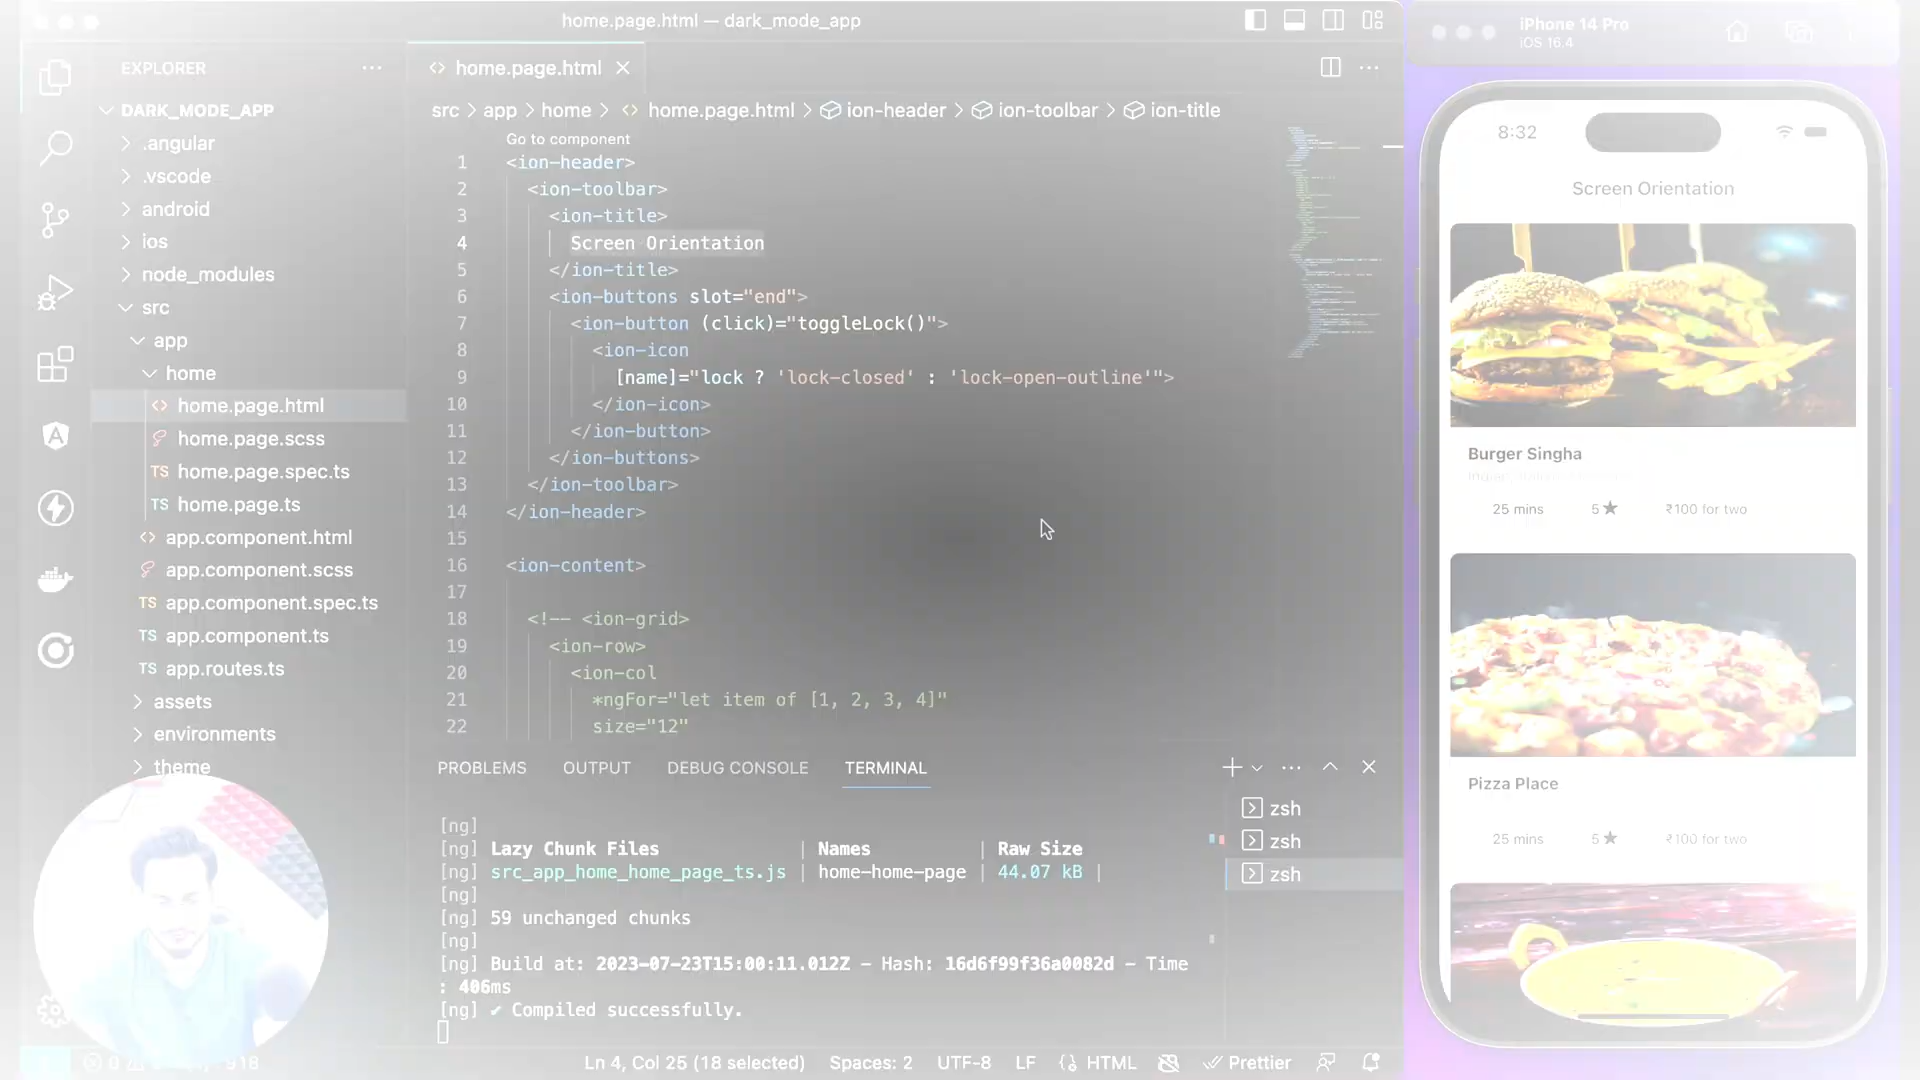 home.page.html — dark_mode_app
EXPLORER
DARK_MODE_APP
.angular
.vscode
android
ios
node_modules
src
app
home
home.page.html
home.page.scss
home.page.spec.ts
home.page.ts
app.component.html
app.component.scss
app.component.spec.ts
app.component.ts
app.routes.ts
assets
environments
theme
home.page.html
src > app > home > home.page.html > ion-header > ion-toolbar > ion-title
Go to component
1 <ion-header>
2 <ion-toolbar>
3 <ion-title>
4 Screen Orientation
5 </ion-title>
6 <ion-buttons slot="end">
7 <ion-button (click)="toggleLock()">
8 <ion-icon
9 [name]="lock ? 'lock-closed' : 'lock-open-outline'">
10 </ion-icon>
11 </ion-button>
12 </ion-buttons>
13 </ion-toolbar>
14 </ion-header>
15
16 <ion-content>
17
18 <!-- <ion-grid>
19 <ion-row>
20 <ion-col
21 *ngFor="let item of [1, 2, 3, 4]"
22 size="12"
PROBLEMS OUTPUT DEBUG CONSOLE TERMINAL
[ng]
[ng] Lazy Chunk Files | Names | Raw Size
[ng] src_app_home_home_page_ts.js | home-home-page | 44.07 kB |
[ng]
[ng] 59 unchanged chunks
[ng]
[ng] Build at: 2023-07-23T15:00:11.012Z - Hash: 16d6f99f36a0082d - Time
: 406ms
[ng] ✔ Compiled successfully.
zsh
zsh
zsh
Ln 4, Col 25 (18 selected) Spaces: 2 UTF-8 LF {} HTML Prettier
iPhone 14 Pro
iOS 16.4
8:32
Screen Orientation
Burger Singha
25 mins 5 ★ ₹100 for two
Pizza Place
25 mins 5 ★ ₹100 for two